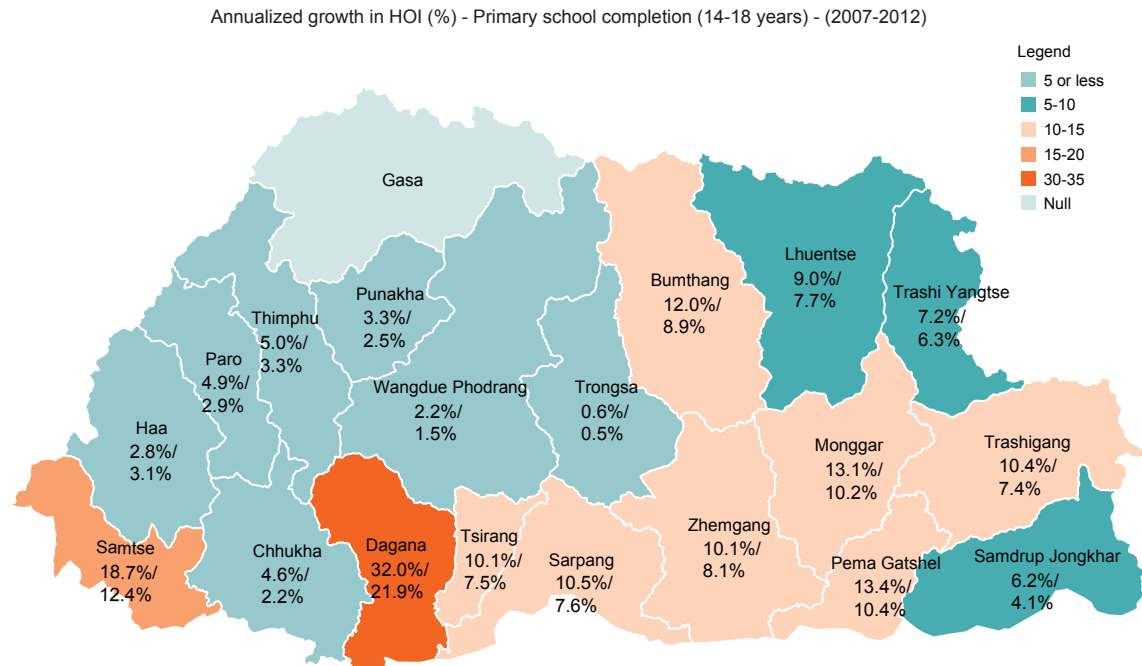 Annualized growth in HOI (%) - Primary school completion (14-18 years) - (2007-2012)
Legend
5 or less
5-10
10-15
15-20
30-35
Null
Gasa
Punakha
3.3%/
2.5%
Thimphu
5.0%/
3.3%
Paro
4.9%/
2.9%
Haa
2.8%/
3.1%
Wangdue Phodrang
2.2%/
1.5%
Trongsa
0.6%/
0.5%
Bumthang
12.0%/
8.9%
Lhuentse
9.0%/
7.7%
Trashi Yangtse
7.2%/
6.3%
Monggar
13.1%/
10.2%
Trashigang
10.4%/
7.4%
Samtse
18.7%/
12.4%
Chhukha
4.6%/
2.2%
Dagana
32.0%/
21.9%
Tsirang
10.1%/
7.5%
Sarpang
10.5%/
7.6%
Zhemgang
10.1%/
8.1%
Pema Gatshel
13.4%/
10.4%
Samdrup Jongkhar
6.2%/
4.1%